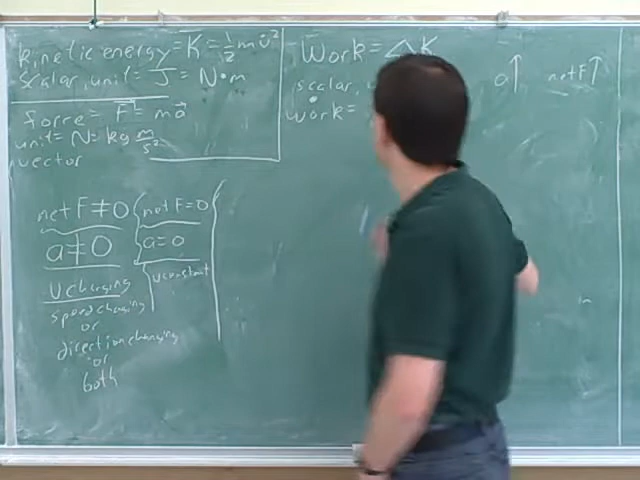 kinetic energy = K = ½mv²
scalar, unit = J = N•m
force = F⃗ = ma⃗
unit = N = kg m/s²
vector
Work = ΔK
scalar,
work =
a↑ net F↑
net F ≠ 0 net F = 0
a ≠ 0 a = 0
v changing v constant
speed changing
or
direction changing
or
both